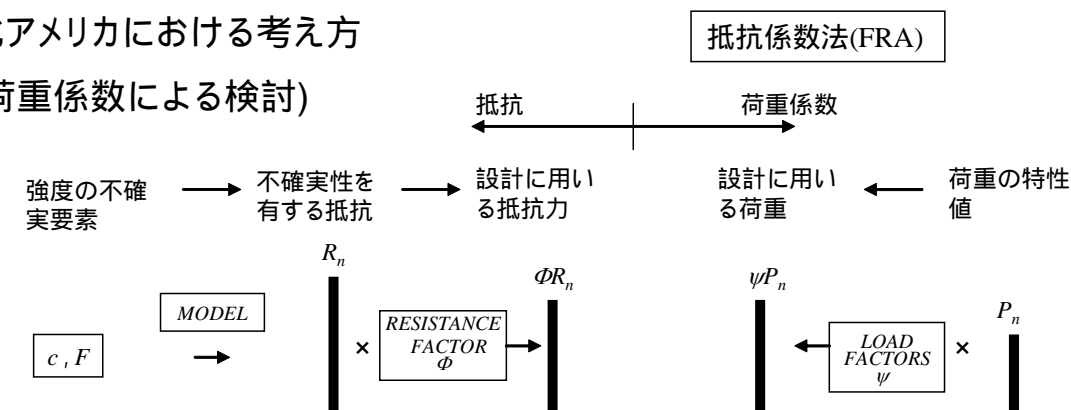 アメリカにおける考え方
抵抗係数法(FRA)
荷重係数による検討)
抵抗
荷重係数
強度の不確
実要素
不確実性を
有する抵抗
設計に用い
る抵抗力
設計に用い
る荷重
荷重の特性
値
Rn
ΦRn
ψPn
Pn
MODEL
c , F
×
RESISTANCE
FACTOR
Φ
LOAD
FACTORS
ψ
×